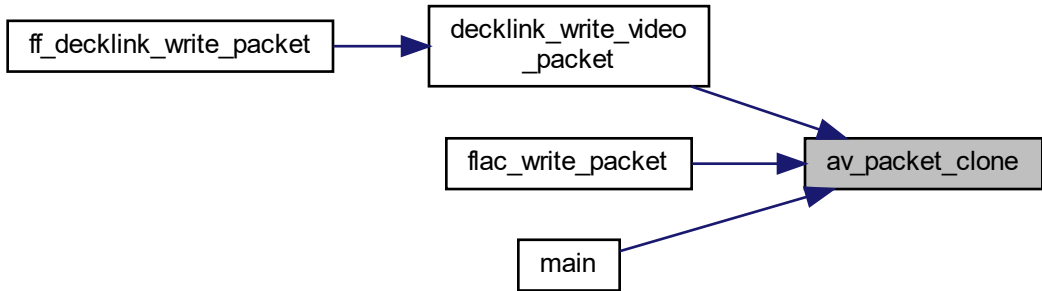 ff_decklink_write_packet
decklink_write_video
_packet
flac_write_packet
av_packet_clone
main